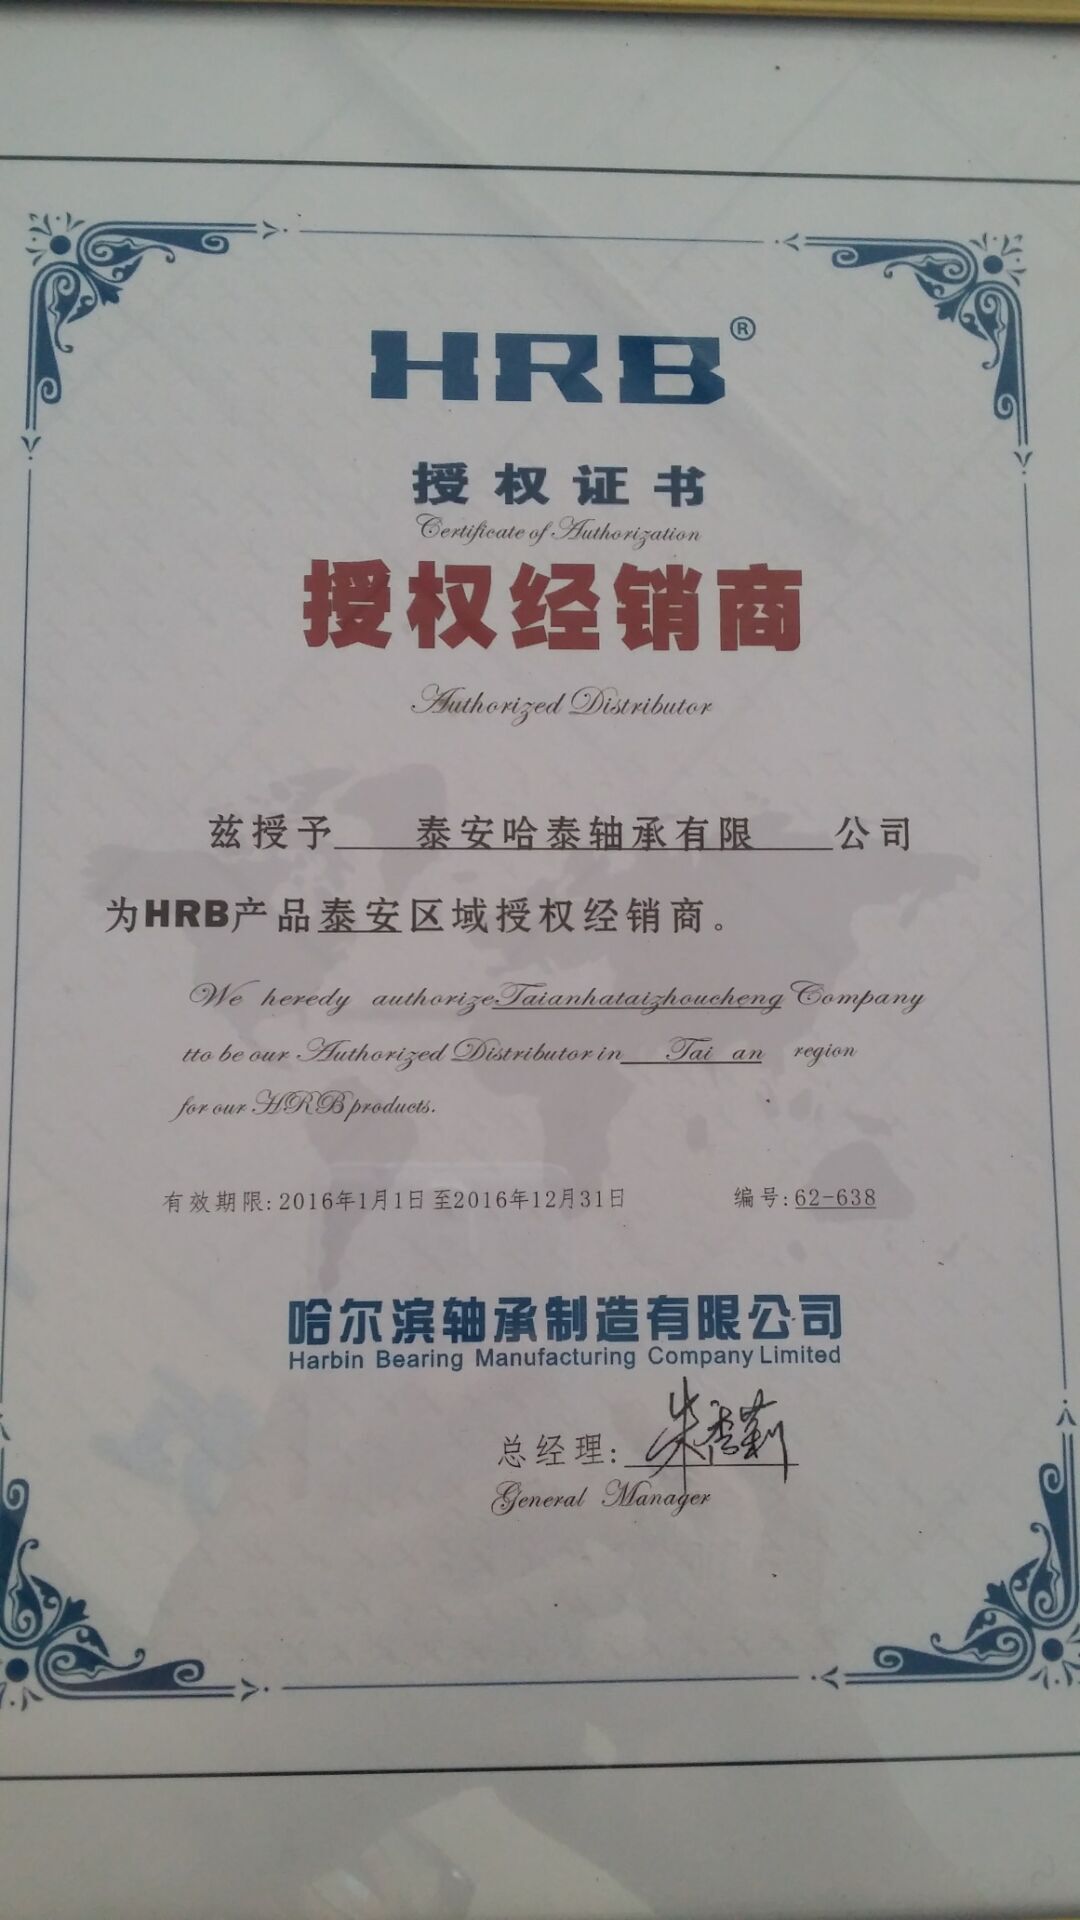 HRB®
授权证书
Certificate of Authorization
授权经销商
Authorized Distributor
兹授予 泰安哈泰轴承有限 公司
为HRB产品泰安区域授权经销商。
We heredy authorize Taianhataizhoucheng Company
tto be our Authorized Distributor in Tai an region
for our HRB products.
有效期限:2016年1月1日至2016年12月31日 编号:62-638
哈尔滨轴承制造有限公司
Harbin Bearing Manufacturing Company Limited
总经理:
General Manager